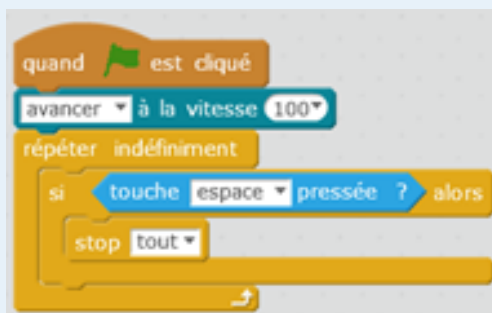 quand est cliqué
avancer à la vitesse 100
répéter indéfiniment
si touche espace pressée ? alors
stop tout